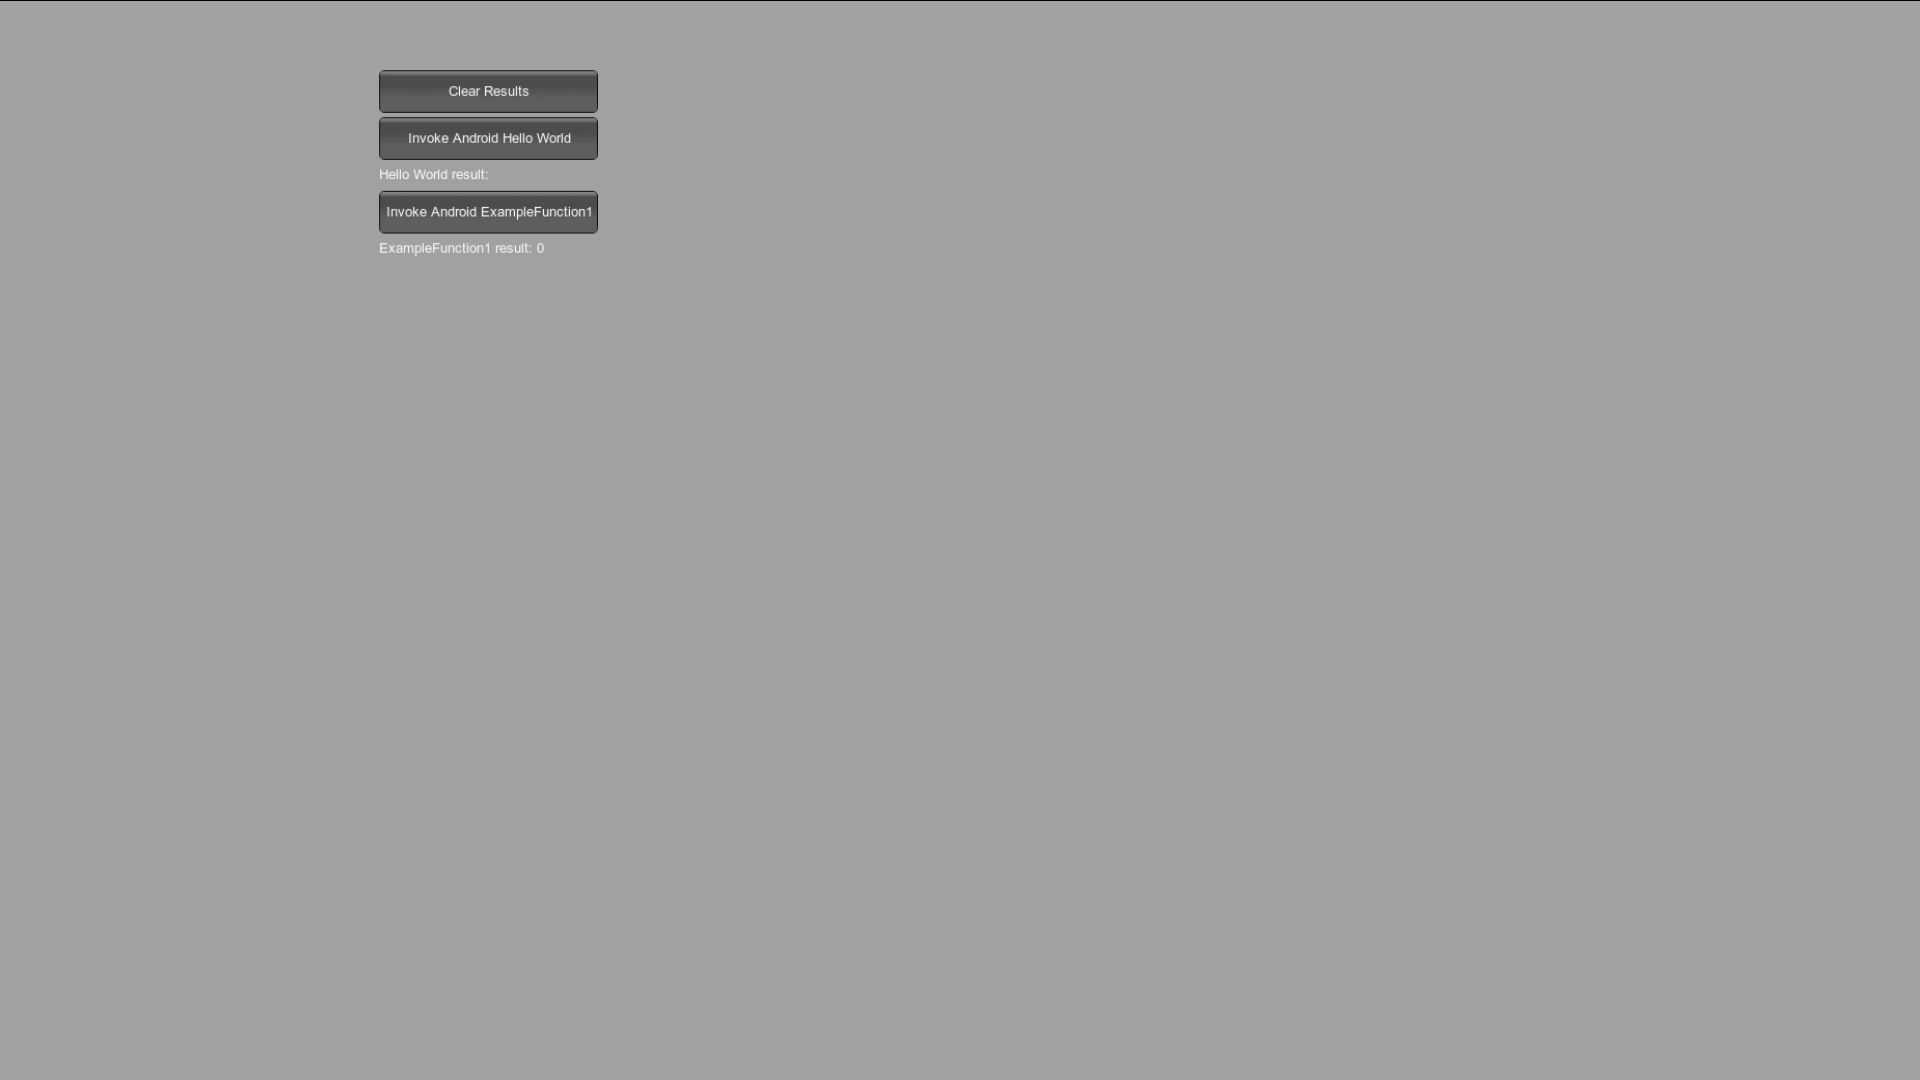 Clear Results
Invoke Android Hello World
Hello World result:
Invoke Android ExampleFunction1
ExampleFunction1 result: 0